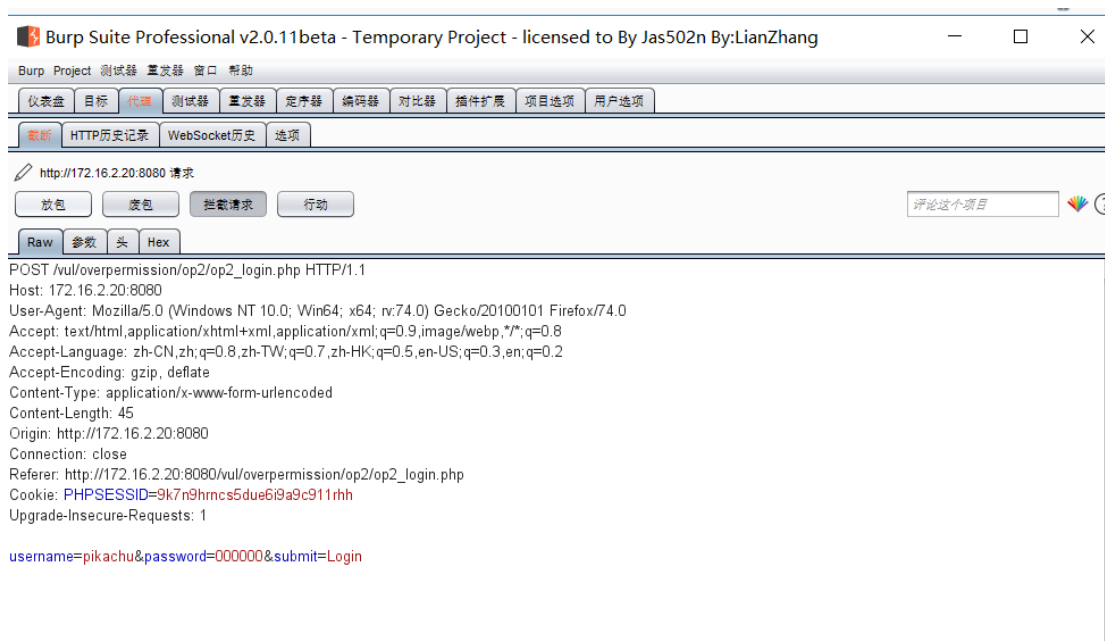 Burp Suite Professional v2.0.11beta - Temporary Project - licensed to By Jas502n By:LianZhang
Burp Project 测试器 重发器 窗口 帮助
仪表盘 目标 代理 测试器 重发器 定序器 编码器 对比器 插件扩展 项目选项 用户选项
截断 HTTP历史记录 WebSocket历史 选项
http://172.16.2.20:8080 请求
放包 废包 拦截请求 行动 评论这个项目
Raw 参数 头 Hex
POST /vul/overpermission/op2/op2_login.php HTTP/1.1
Host: 172.16.2.20:8080
User-Agent: Mozilla/5.0 (Windows NT 10.0; Win64; x64; rv:74.0) Gecko/20100101 Firefox/74.0
Accept: text/html,application/xhtml+xml,application/xml;q=0.9,image/webp,*/*;q=0.8
Accept-Language: zh-CN,zh;q=0.8,zh-TW;q=0.7,zh-HK;q=0.5,en-US;q=0.3,en;q=0.2
Accept-Encoding: gzip, deflate
Content-Type: application/x-www-form-urlencoded
Content-Length: 45
Origin: http://172.16.2.20:8080
Connection: close
Referer: http://172.16.2.20:8080/vul/overpermission/op2/op2_login.php
Cookie: PHPSESSID=9k7n9hrncs5due6i9a9c911rhh
Upgrade-Insecure-Requests: 1
username=pikachu&password=000000&submit=Login